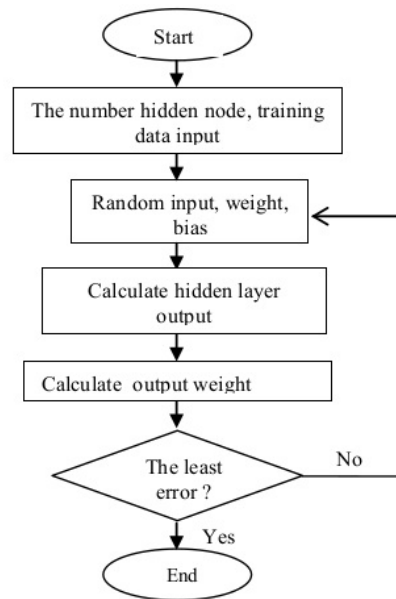 Start
The number hidden node, training
data input
Random input, weight,
bias
Calculate hidden layer
output
Calculate output weight
The least
error ?
No
Yes
End